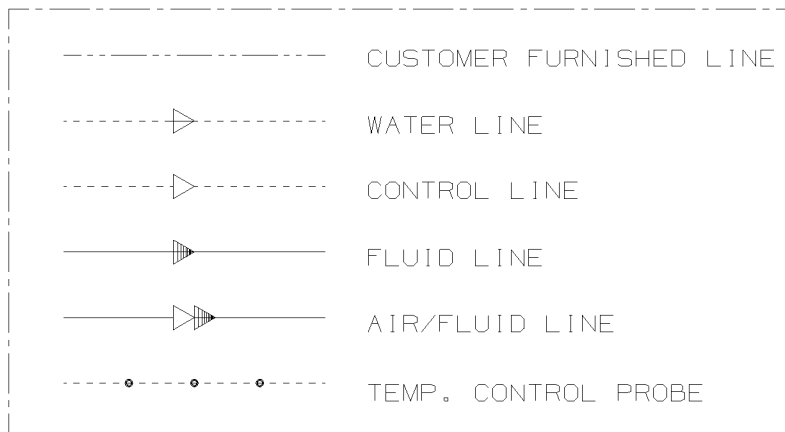 CUSTOMER FURNISHED LINE
WATER LINE
CONTROL LINE
FLUID LINE
AIR/FLUID LINE
TEMP. CONTROL PROBE